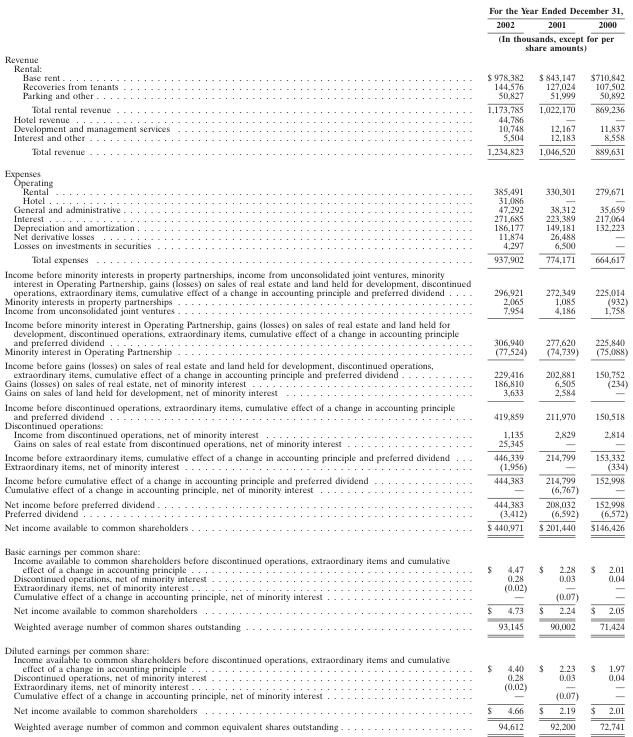 For the Year Ended December 31,
2002 2001 2000
(In thousands, except for per
share amounts)
Revenue
Rental:
Base rent . . . $ 978,382 $ 843,147 $710,842
Recoveries from tenants . . . 144,576 127,024 107,502
Parking and other . . . 50,827 51,999 50,892
Total rental revenue . . . 1,173,785 1,022,170 869,236
Hotel revenue . . . 44,786 — —
Development and management services . . . 10,748 12,167 11,837
Interest and other . . . 5,504 12,183 8,558
Total revenue . . . 1,234,823 1,046,520 889,631
Expenses
Operating
Rental . . . 385,491 330,301 279,671
Hotel . . . 31,086 — —
General and administrative . . . 47,292 38,312 35,659
Interest . . . 271,685 223,389 217,064
Depreciation and amortization . . . 186,177 149,181 132,223
Net derivative losses . . . 11,874 26,488 —
Losses on investments in securities . . . 4,297 6,500 —
Total expenses . . . 937,902 774,171 664,617
Income before minority interests in property partnerships, income from unconsolidated joint ventures, minority
interest in Operating Partnership, gains (losses) on sales of real estate and land held for development, discontinued
operations, extraordinary items, cumulative effect of a change in accounting principle and preferred dividend . . . 296,921 272,349 225,014
Minority interests in property partnerships . . . 2,065 1,085 (932)
Income from unconsolidated joint ventures . . . 7,954 4,186 1,758
Income before minority interest in Operating Partnership, gains (losses) on sales of real estate and land held for
development, discontinued operations, extraordinary items, cumulative effect of a change in accounting principle
and preferred dividend . . . 306,940 277,620 225,840
Minority interest in Operating Partnership . . . (77,524) (74,739) (75,088)
Income before gains (losses) on sales of real estate and land held for development, discontinued operations,
extraordinary items, cumulative effect of a change in accounting principle and preferred dividend . . . 229,416 202,881 150,752
Gains (losses) on sales of real estate, net of minority interest . . . 186,810 6,505 (234)
Gains on sales of land held for development, net of minority interest . . . 3,633 2,584 —
Income before discontinued operations, extraordinary items, cumulative effect of a change in accounting principle
and preferred dividend . . . 419,859 211,970 150,518
Discontinued operations:
Income from discontinued operations, net of minority interest . . . 1,135 2,829 2,814
Gains on sales of real estate from discontinued operations, net of minority interest . . . 25,345 — —
Income before extraordinary items, cumulative effect of a change in accounting principle and preferred dividend . . . 446,339 214,799 153,332
Extraordinary items, net of minority interest . . . (1,956) — (334)
Income before cumulative effect of a change in accounting principle and preferred dividend . . . 444,383 214,799 152,998
Cumulative effect of a change in accounting principle, net of minority interest . . . — (6,767) —
Net income before preferred dividend . . . 444,383 208,032 152,998
Preferred dividend . . . (3,412) (6,592) (6,572)
Net income available to common shareholders . . . $ 440,971 $ 201,440 $146,426
Basic earnings per common share:
Income available to common shareholders before discontinued operations, extraordinary items and cumulative
effect of a change in accounting principle . . . $ 4.47 $ 2.28 $ 2.01
Discontinued operations, net of minority interest . . . 0.28 0.03 0.04
Extraordinary items, net of minority interest . . . (0.02) — —
Cumulative effect of a change in accounting principle, net of minority interest . . . — (0.07) —
Net income available to common shareholders . . . $ 4.73 $ 2.24 $ 2.05
Weighted average number of common shares outstanding . . . 93,145 90,002 71,424
Diluted earnings per common share:
Income available to common shareholders before discontinued operations, extraordinary items and cumulative
effect of a change in accounting principle . . . $ 4.40 $ 2.23 $ 1.97
Discontinued operations, net of minority interest . . . 0.28 0.03 0.04
Extraordinary items, net of minority interest . . . (0.02) — —
Cumulative effect of a change in accounting principle, net of minority interest . . . — (0.07) —
Net income available to common shareholders . . . $ 4.66 $ 2.19 $ 2.01
Weighted average number of common and common equivalent shares outstanding . . . 94,612 92,200 72,741